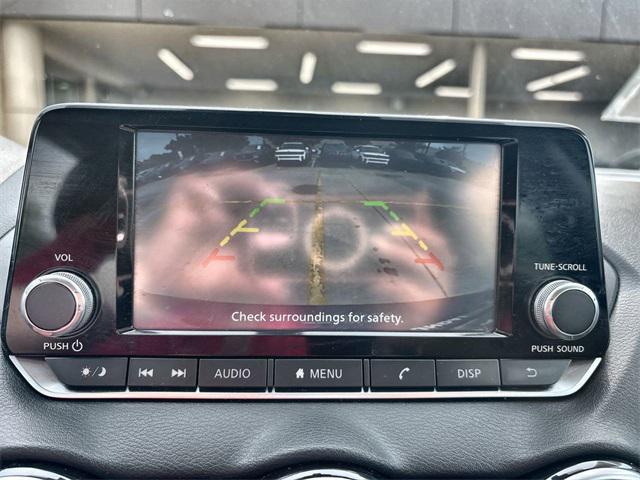 Check surroundings for safety.
VOL
PUSH
TUNE·SCROLL
PUSH SOUND
AUDIO
MENU
DISP